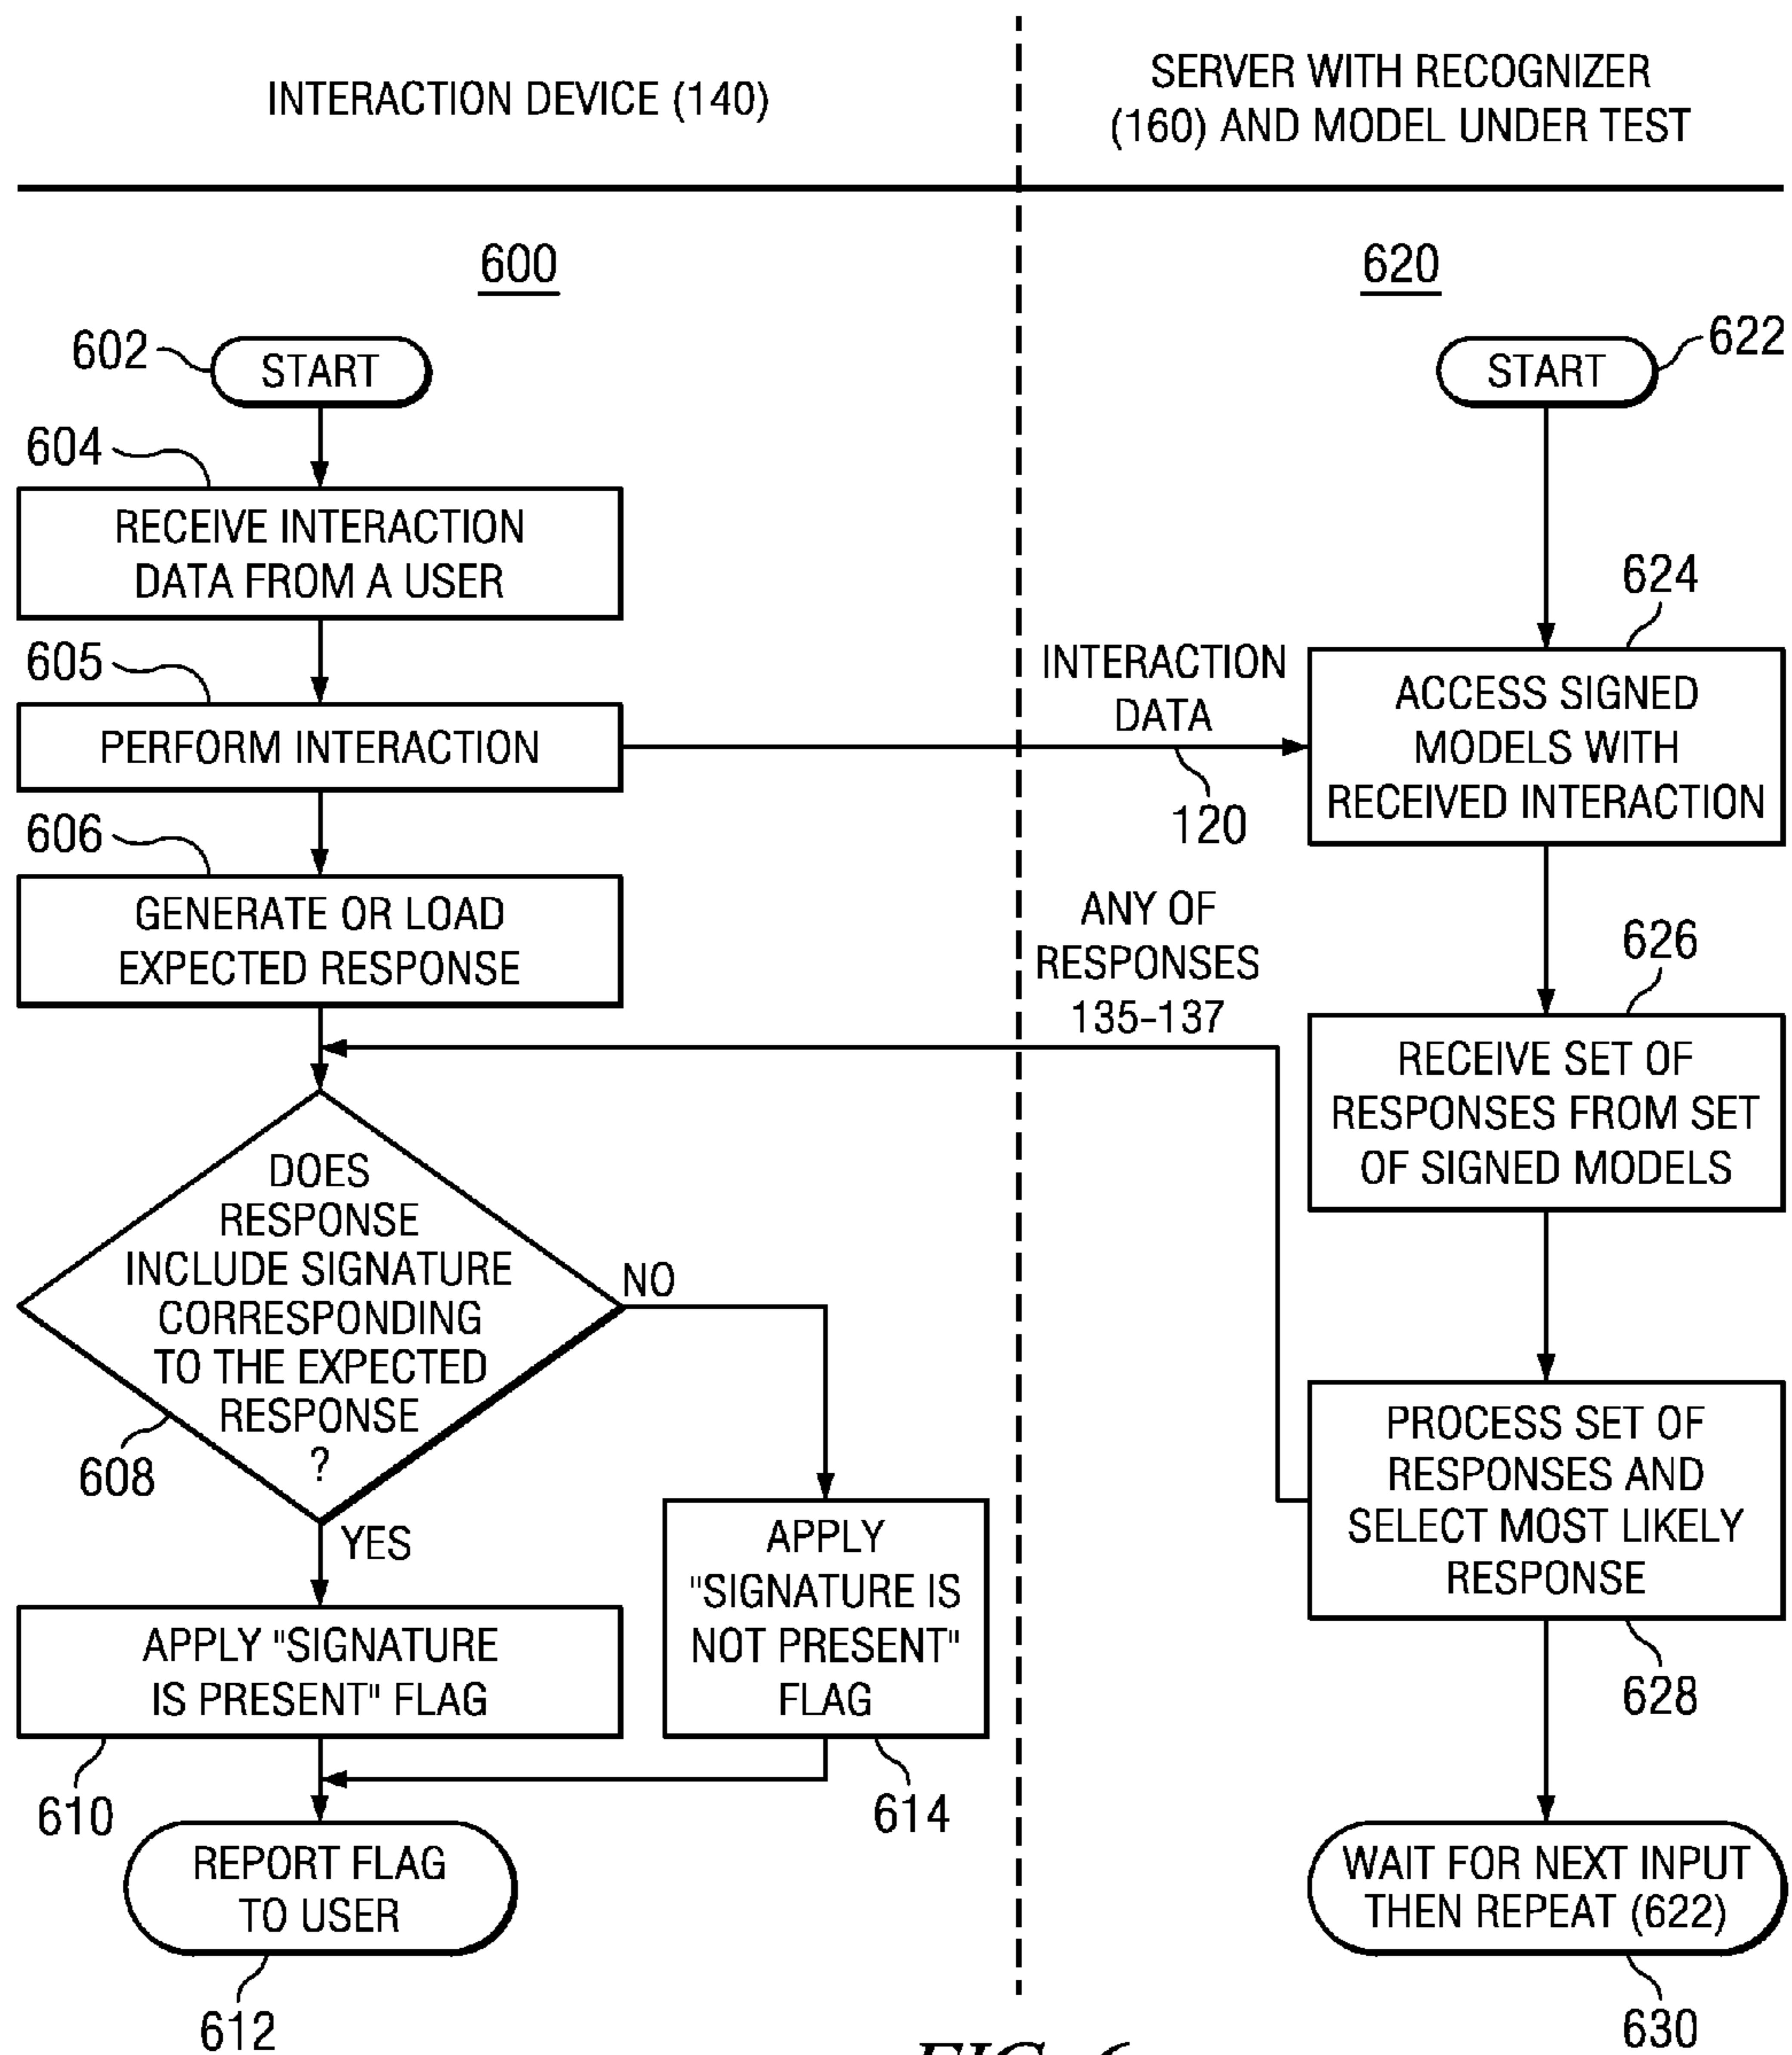 INTERACTION DEVICE (140)
SERVER WITH RECOGNIZER
(160) AND MODEL UNDER TEST
600
602
START
604
RECEIVE INTERACTION
DATA FROM A USER
605
PERFORM INTERACTION
606
GENERATE OR LOAD
EXPECTED RESPONSE
DOES
RESPONSE
INCLUDE SIGNATURE
CORRESPONDING
TO THE EXPECTED
RESPONSE
?
608
NO
YES
APPLY "SIGNATURE
IS PRESENT" FLAG
610
APPLY
"SIGNATURE IS
NOT PRESENT"
FLAG
614
REPORT FLAG
TO USER
612
INTERACTION
DATA
120
ANY OF
RESPONSES
135-137
620
START
622
624
ACCESS SIGNED
MODELS WITH
RECEIVED INTERACTION
626
RECEIVE SET OF
RESPONSES FROM SET
OF SIGNED MODELS
PROCESS SET OF
RESPONSES AND
SELECT MOST LIKELY
RESPONSE
628
WAIT FOR NEXT INPUT
THEN REPEAT (622)
630
FIG. 6